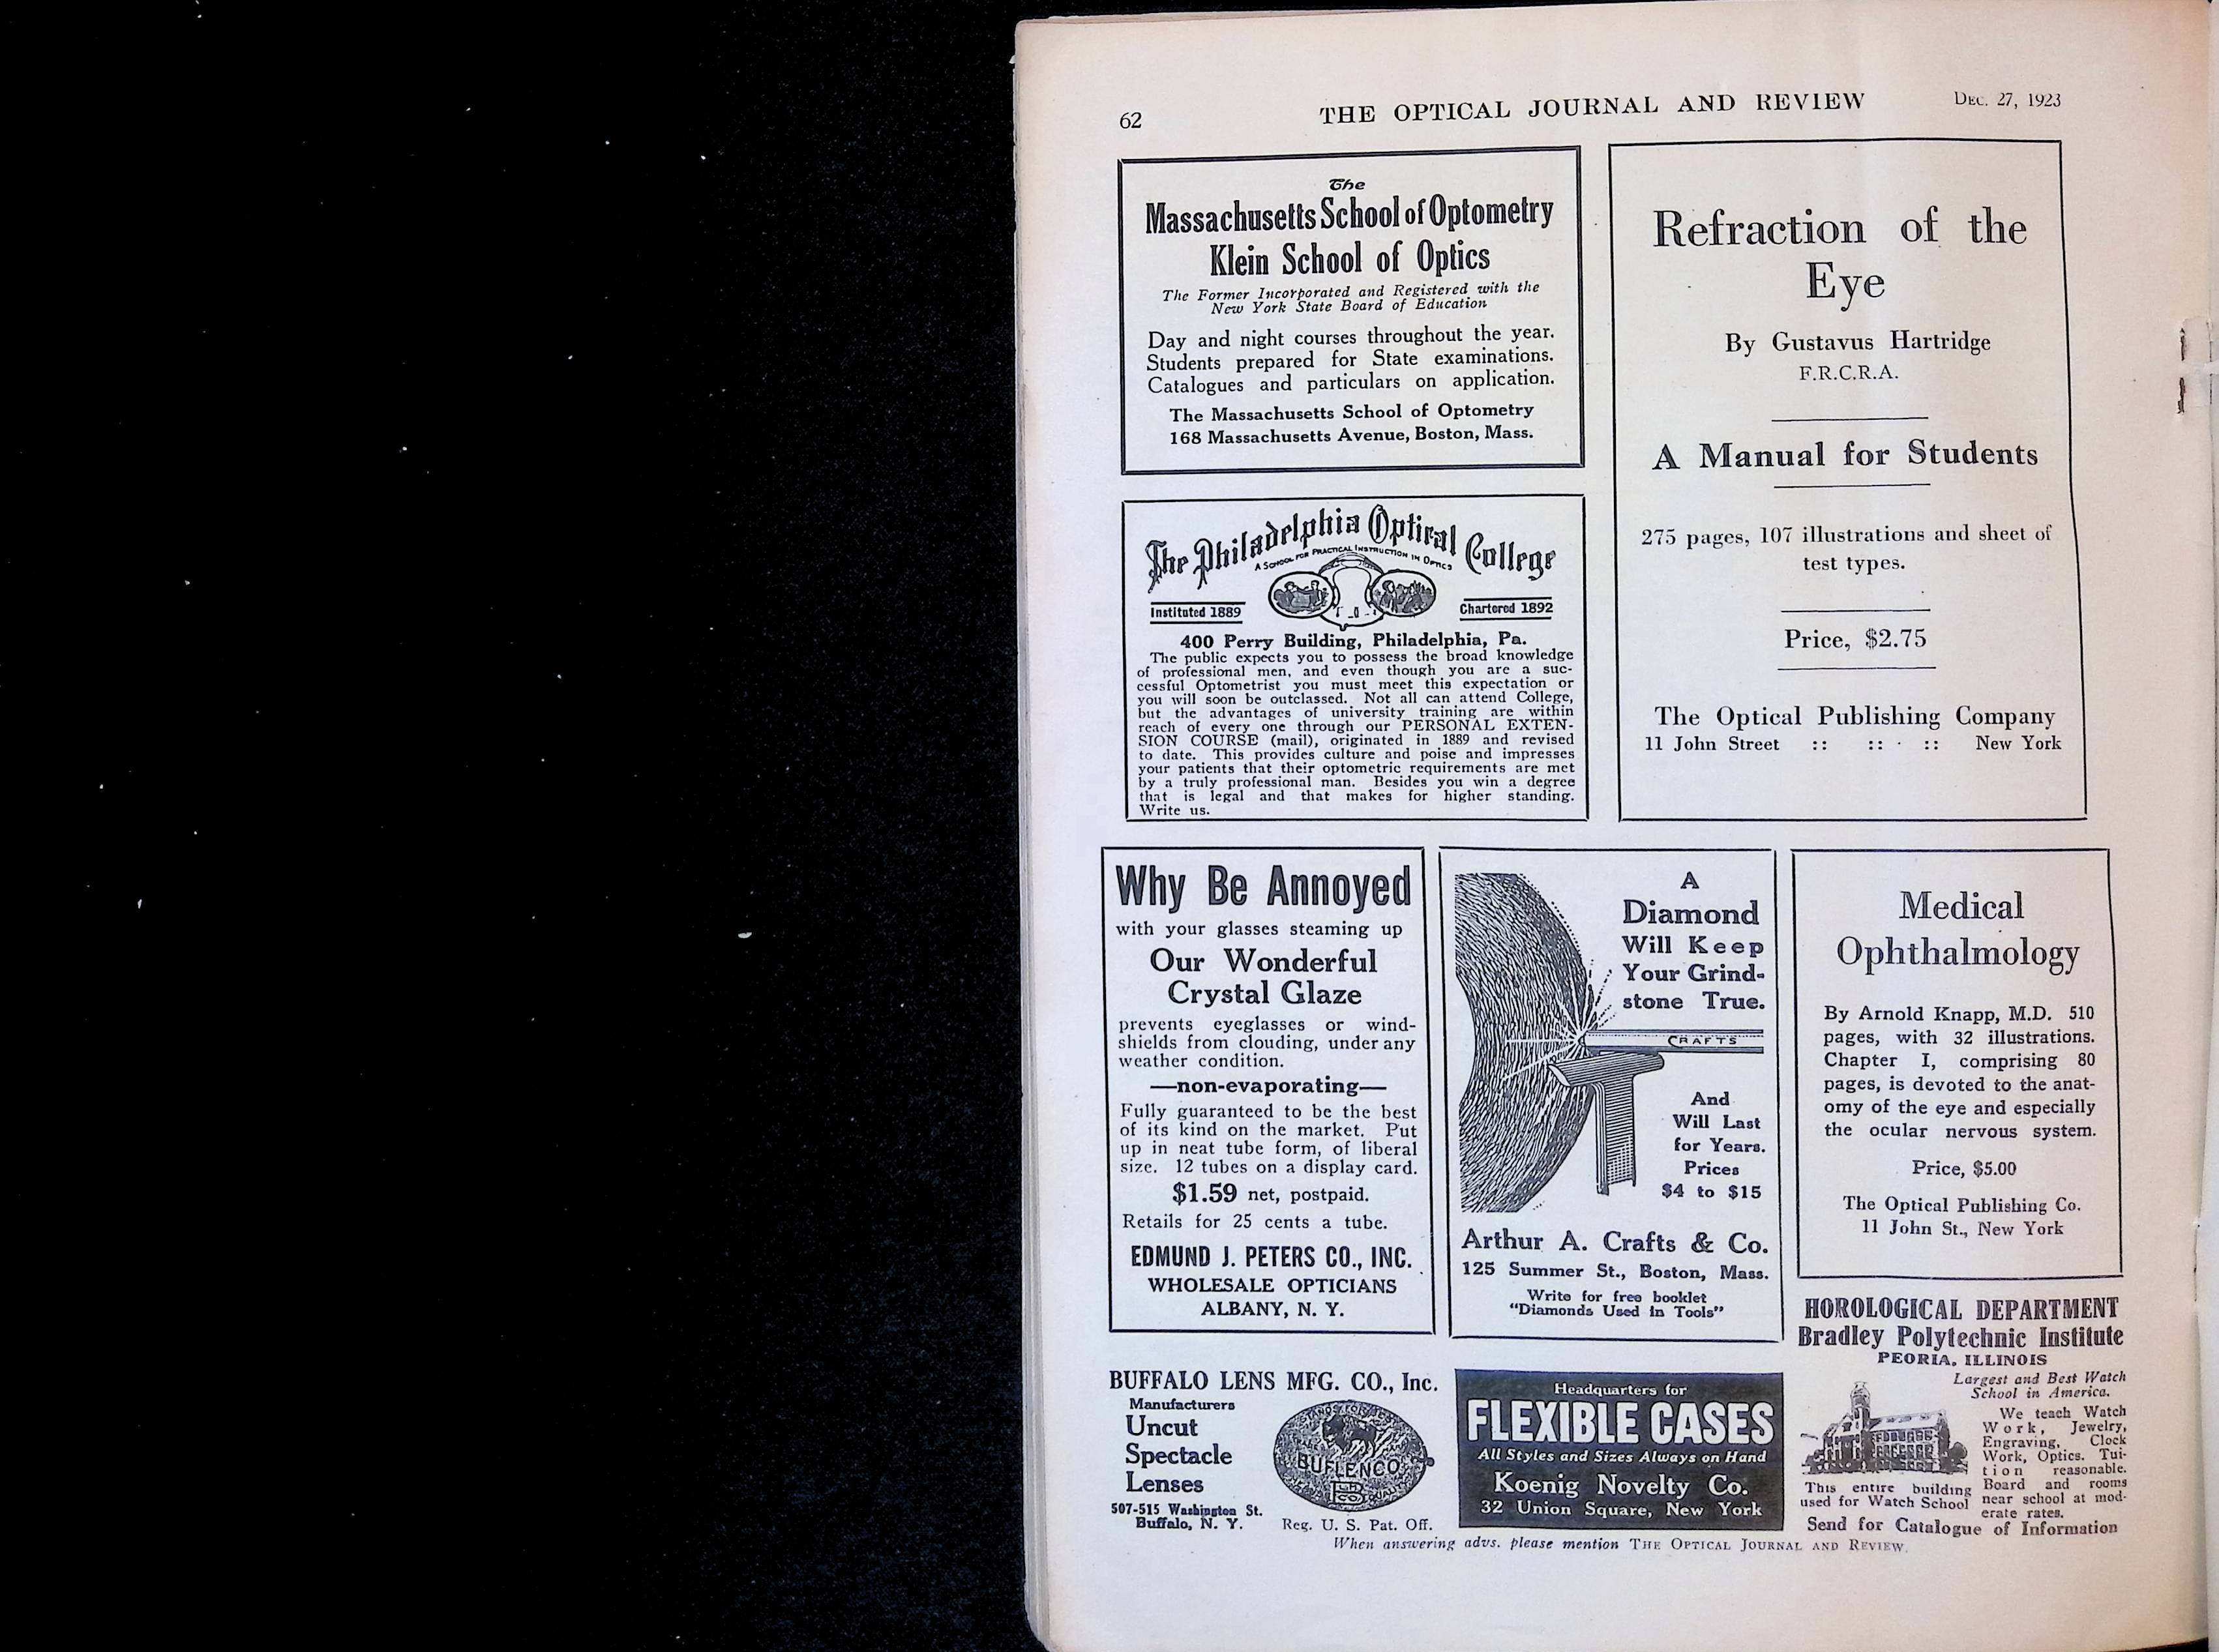 62
THE OPTICAL JOURNAL AND REVIEW
DEC. 27, 1923
The
Massachusetts School of Optometry
Klein School of Optics
The Former Incorporated and Registered with the
New York State Board of Education
Day and night courses throughout the year.
Students prepared for State examinations.
Catalogues and particulars on application.
The Massachusetts School of Optometry
168 Massachusetts Avenue, Boston, Mass.
The Philadelphia Optical College
A SCHOOL FOR PRACTICAL INSTRUCTION IN OPTICS
Instituted 1889
Chartered 1892
400 Perry Building, Philadelphia, Pa.
The public expects you to possess the broad knowledge
of professional men, and even though you are a suc-
cessful Optometrist you must meet this expectation or
you will soon be outclassed. Not all can attend College,
but the advantages of university training are within
reach of every one through our PERSONAL EXTEN-
SION COURSE (mail), originated in 1889 and revised
to date. This provides culture and poise and impresses
your patients that their optometric requirements are met
by a truly professional man. Besides you win a degree
that is legal and that makes for higher standing.
Write us.
Refraction of the
Eye
By Gustavus Hartridge
F.R.C.R.A.
A Manual for Students
275 pages, 107 illustrations and sheet of
test types.
Price, $2.75
The Optical Publishing Company
11 John Street :: :: :: New York
Why Be Annoyed
with your glasses steaming up
Our Wonderful
Crystal Glaze
prevents eyeglasses or wind-
shields from clouding, under any
weather condition.
—non-evaporating—
Fully guaranteed to be the best
of its kind on the market. Put
up in neat tube form, of liberal
size. 12 tubes on a display card.
$1.59 net, postpaid.
Retails for 25 cents a tube.
EDMUND J. PETERS CO., INC.
WHOLESALE OPTICIANS
ALBANY, N. Y.
A
Diamond
Will Keep
Your Grind-
stone True.
CRAFTS
And
Will Last
for Years.
Prices
$4 to $15
Arthur A. Crafts & Co.
125 Summer St., Boston, Mass.
Write for free booklet
"Diamonds Used in Tools"
Medical
Ophthalmology
By Arnold Knapp, M.D. 510
pages, with 32 illustrations.
Chapter I, comprising 80
pages, is devoted to the anat-
omy of the eye and especially
the ocular nervous system.
Price, $5.00
The Optical Publishing Co.
11 John St., New York
BUFFALO LENS MFG. CO., Inc.
Manufacturers
Uncut
Spectacle
Lenses
507-515 Washington St.
Buffalo, N. Y.
BUFLENCO
Reg. U. S. Pat. Off.
Headquarters for
FLEXIBLE CASES
All Styles and Sizes Always on Hand
Koenig Novelty Co.
32 Union Square, New York
HOROLOGICAL DEPARTMENT
Bradley Polytechnic Institute
PEORIA, ILLINOIS
Largest and Best Watch
School in America.
We teach Watch
Work, Jewelry,
Engraving, Clock
Work, Optics. Tui-
tion reasonable.
Board and rooms
near school at mod-
erate rates.
This entire building
used for Watch School
Send for Catalogue of Information
When answering advs. please mention THE OPTICAL JOURNAL AND REVIEW.